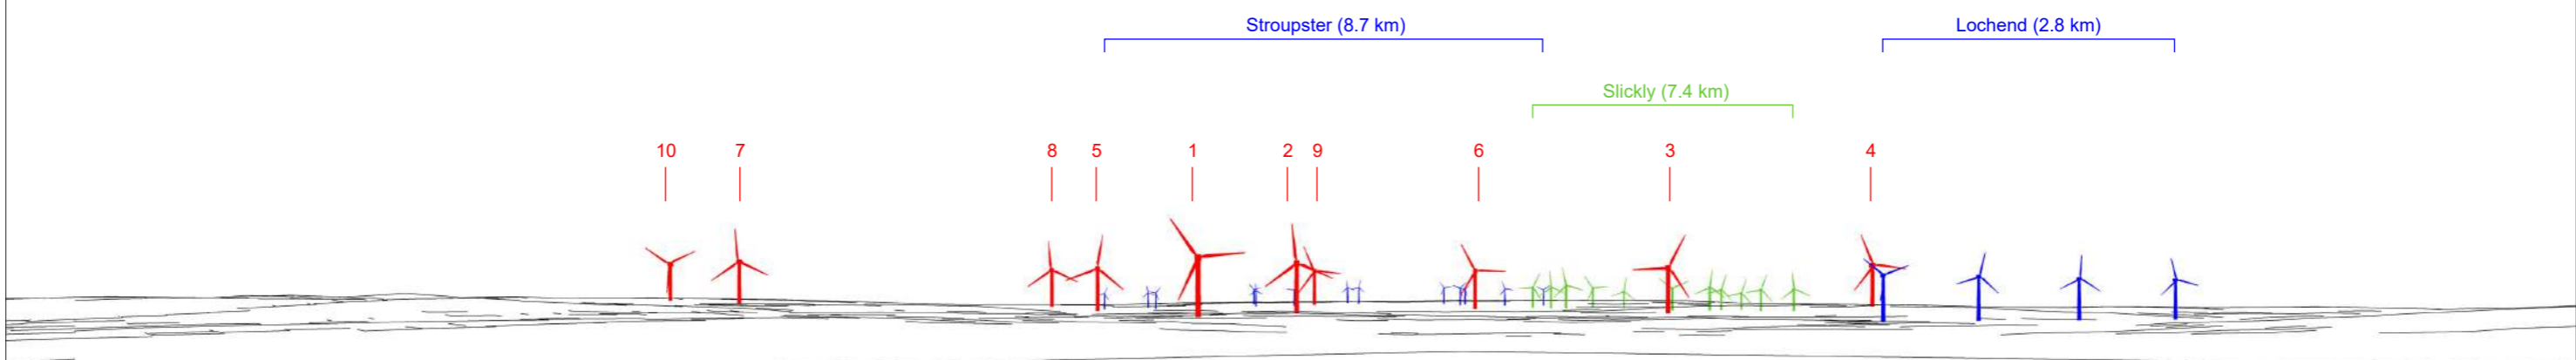 Stroupster (8.7 km)
Lochend (2.8 km)
Slickly (7.4 km)
10 7 8 5 1 2 9 6 3 4